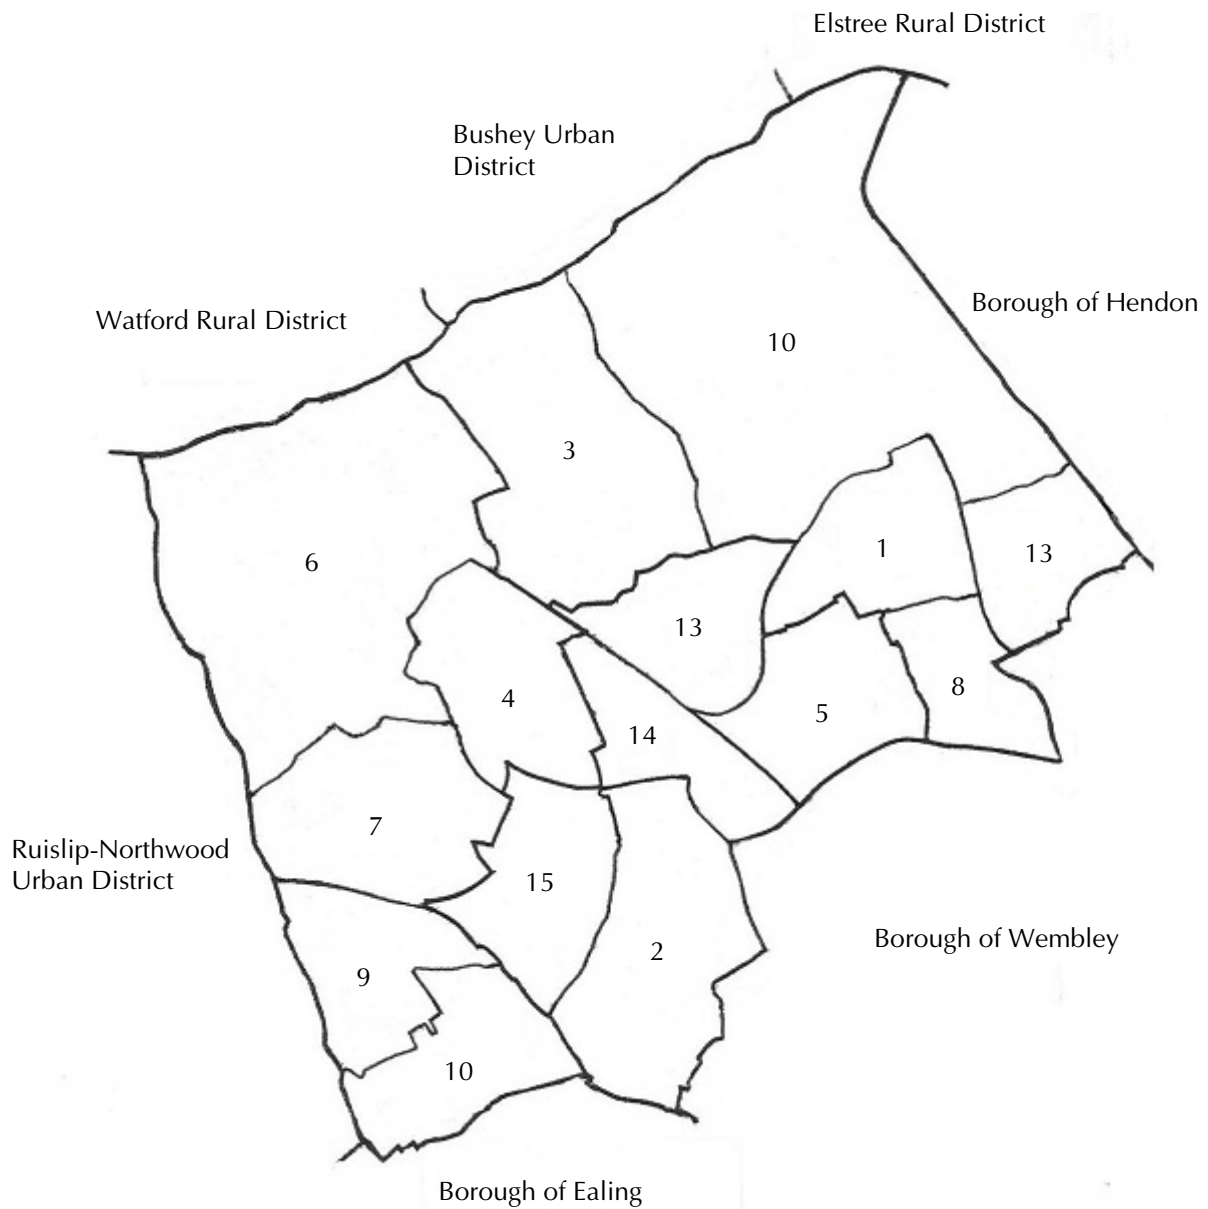 Elstree Rural District
Bushey Urban
District
Borough of Hendon
Watford Rural District
10
3
1
13
6
13
8
4
5
14
7
Ruislip-Northwood
Urban District
15
Borough of Wembley
2
9
10
Borough of Ealing